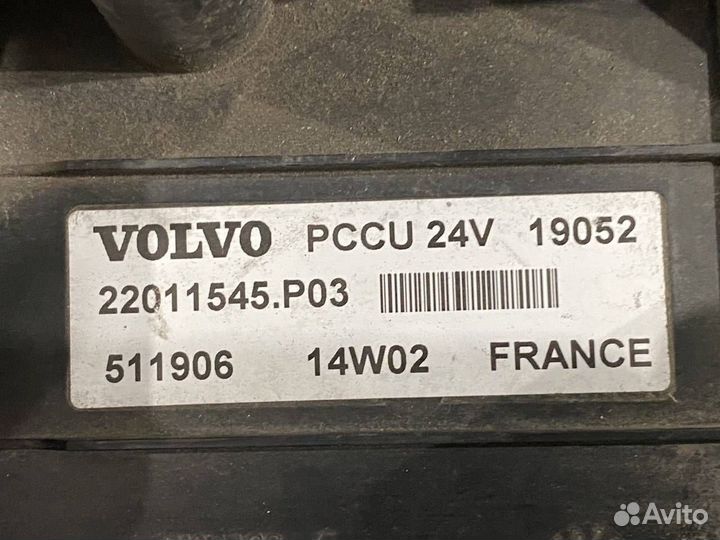 VOLVO PCCU 24V 19052
22011545.P03
511906 14W02 FRANCE
Avito